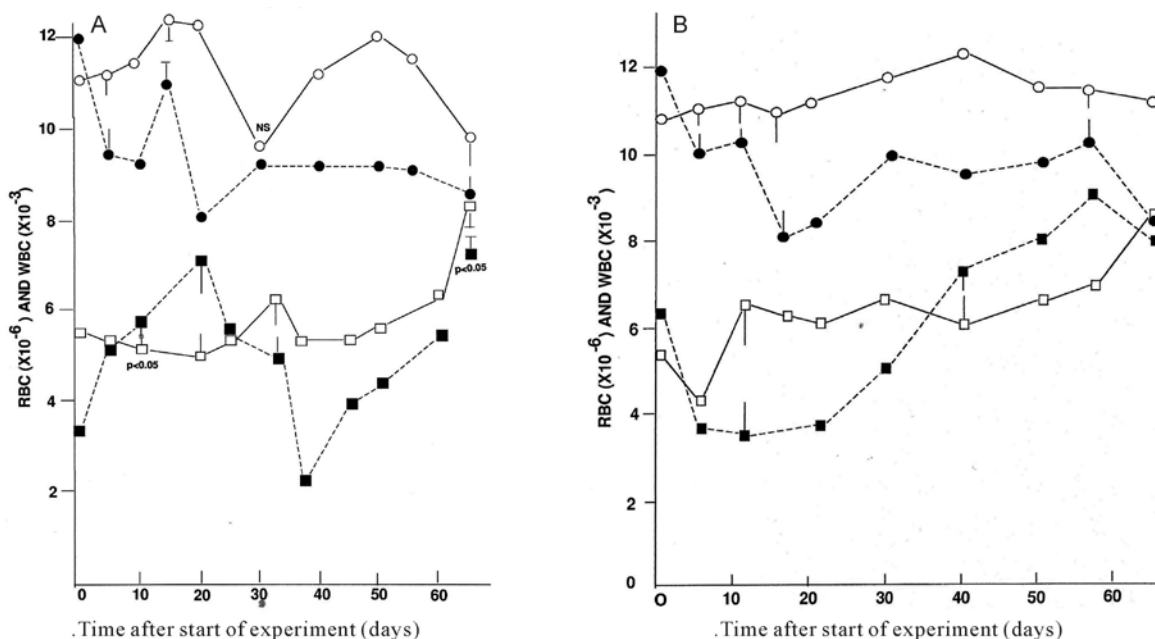 A
12
10
8
6
4
2
RBC (X10⁻⁶) AND WBC (X10⁻³)
NS
p<0.05
p<0.05
0 10 20 30 40 50 60
.Time after start of experiment (days)
B
12
10
8
6
4
2
0
RBC (X10⁻⁶) AND WBC (X10⁻³)
O 10 20 30 40 50 60
.Time after start of experiment (days)